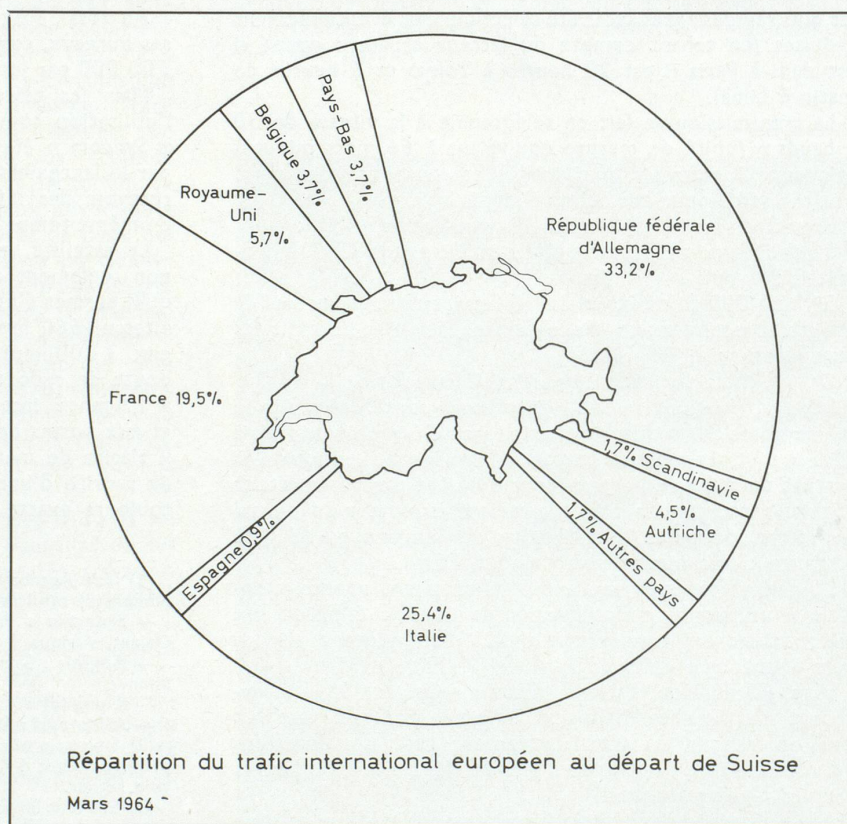 Pays-Bas 3,7%
Belgique 3,7%
Royaume-
Uni
5,7%
République fédérale
d'Allemagne
33,2%
France 19,5%
1,7% Scandinavie
4,5%
Autriche
1,7% Autres pays
Espagne 0,9%
25,4%
Italie
Répartition du trafic international européen au départ de Suisse
Mars 1964